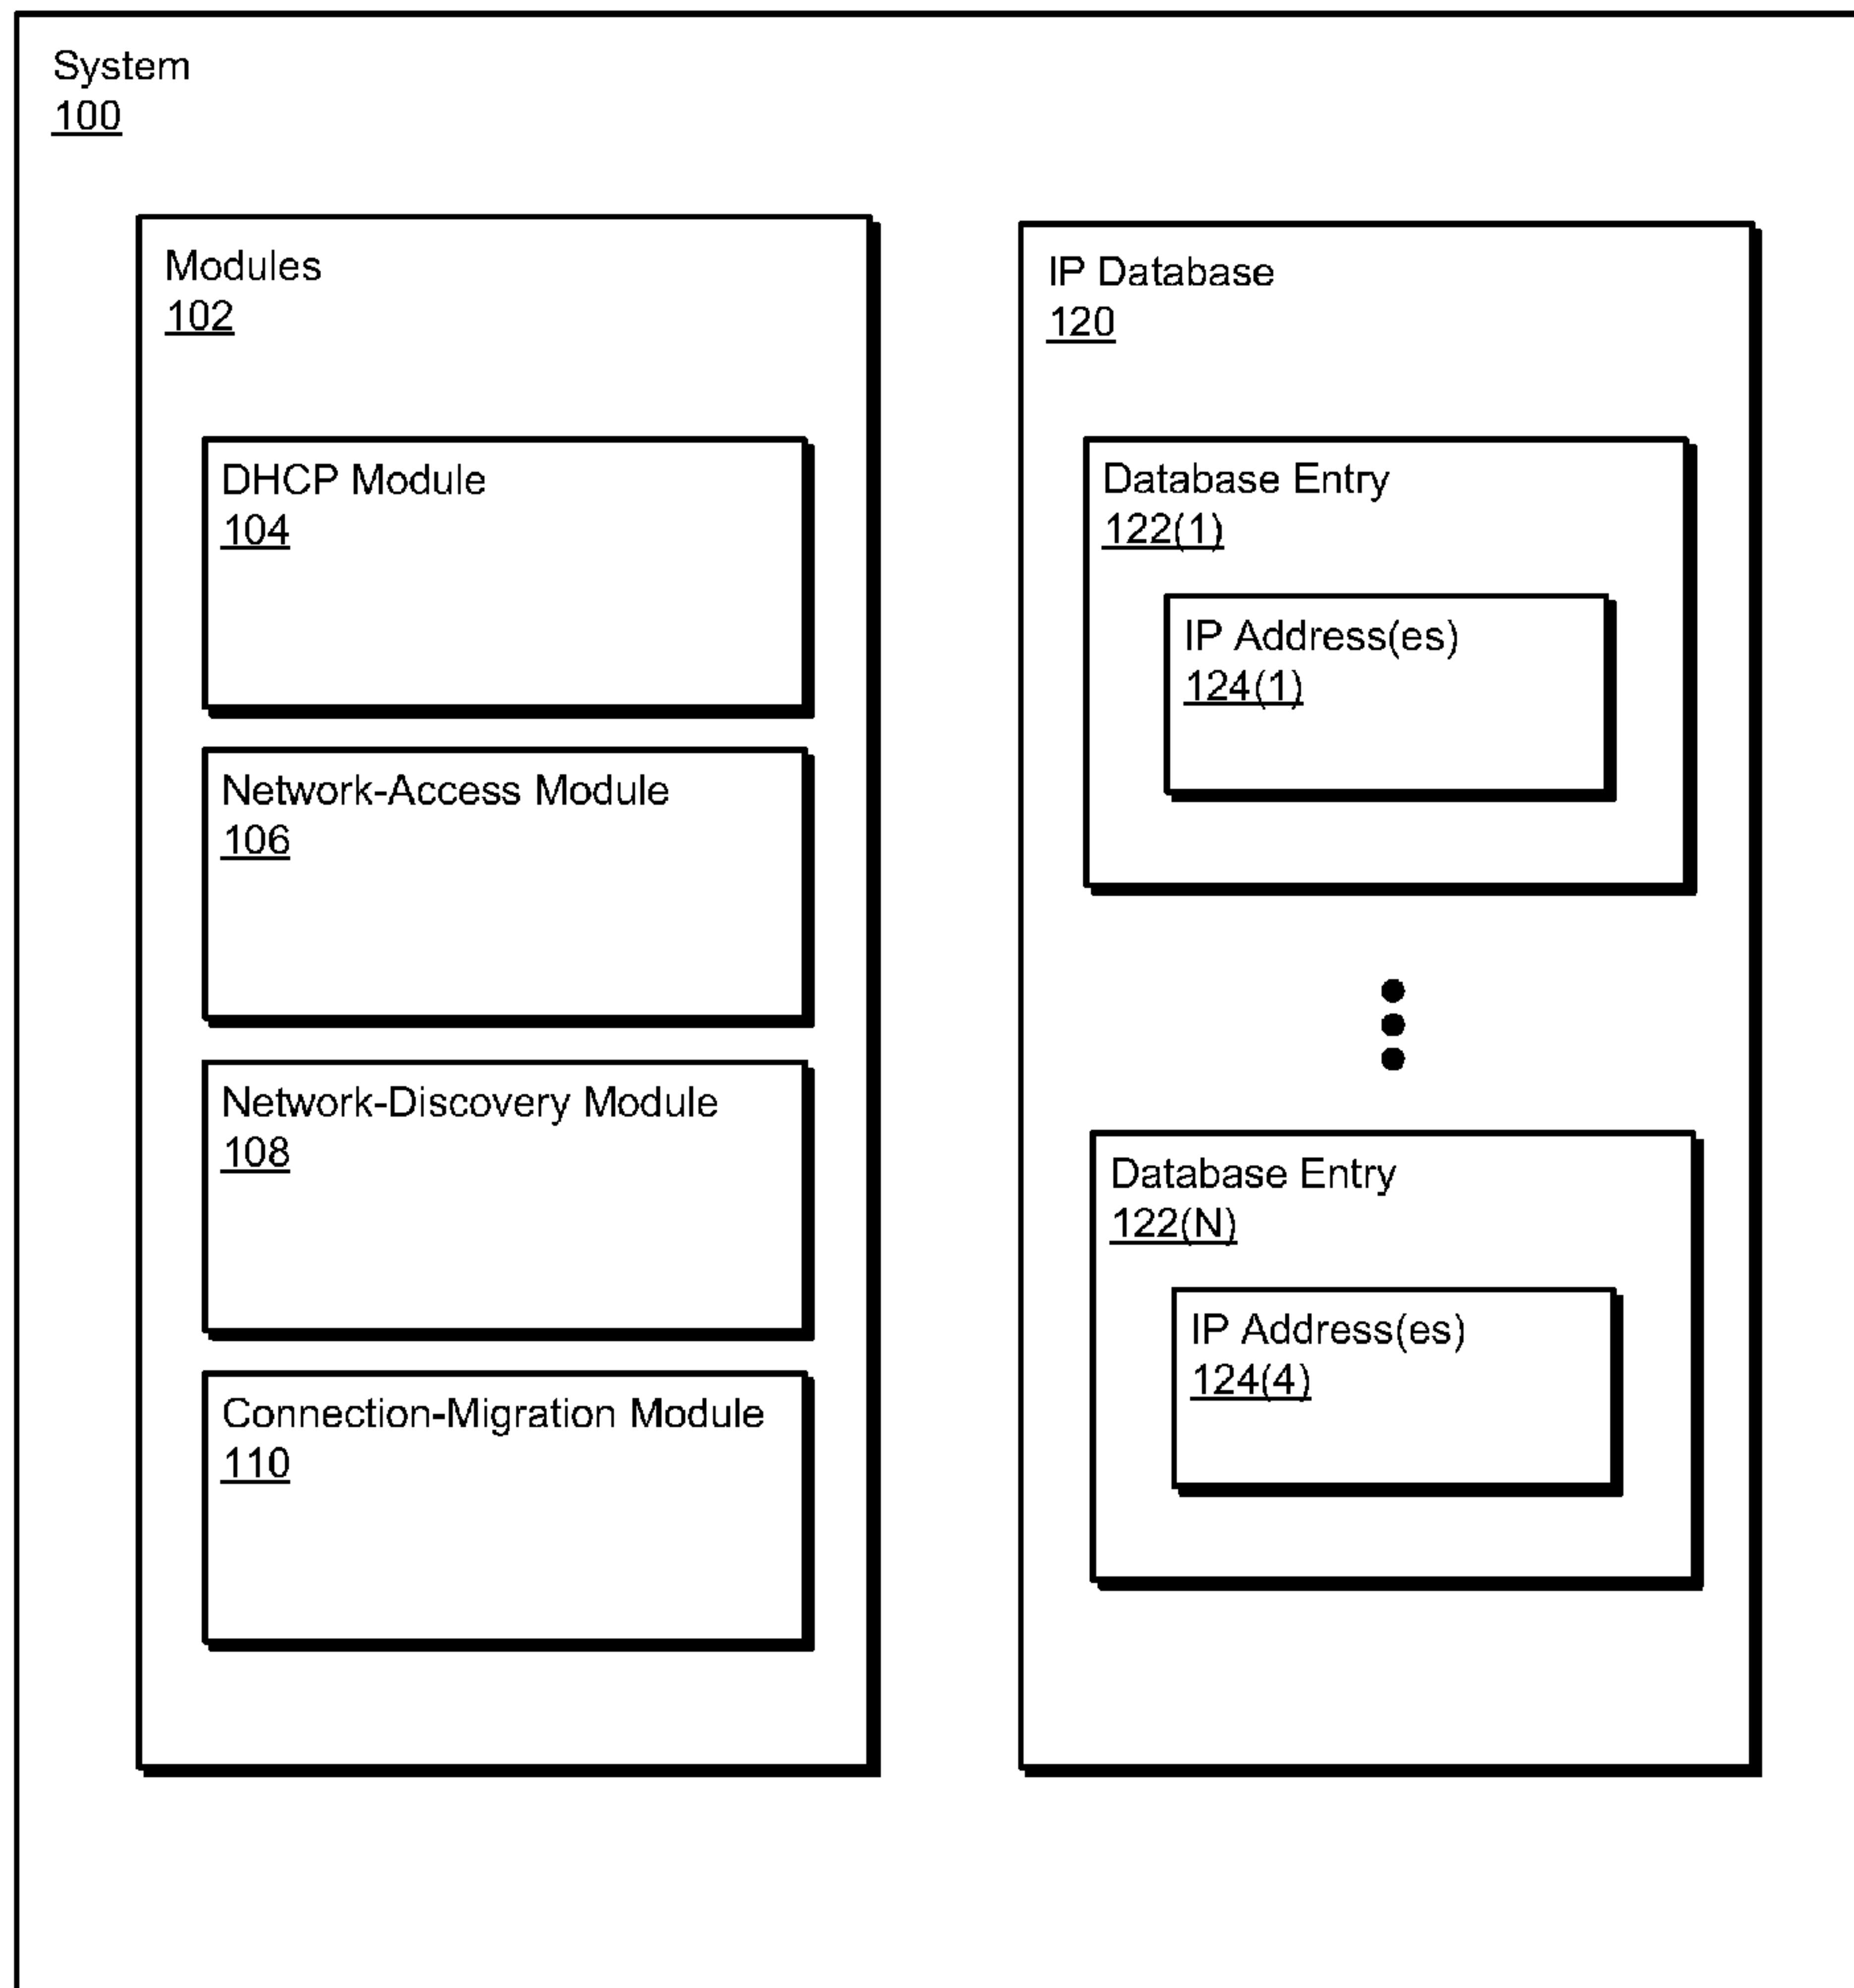 System
100
Modules
102
DHCP Module
104
Network-Access Module
106
Network-Discovery Module
108
Connection-Migration Module
110
IP Database
120
Database Entry
122(1)
IP Address(es)
124(1)
Database Entry
122(N)
IP Address(es)
124(4)